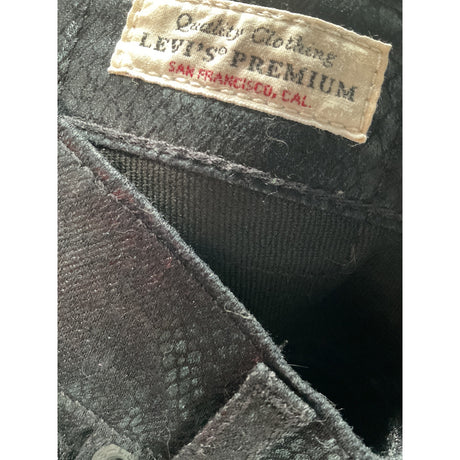 Quality Clothing
LEVI'S® PREMIUM
SAN FRANCISCO, CAL.